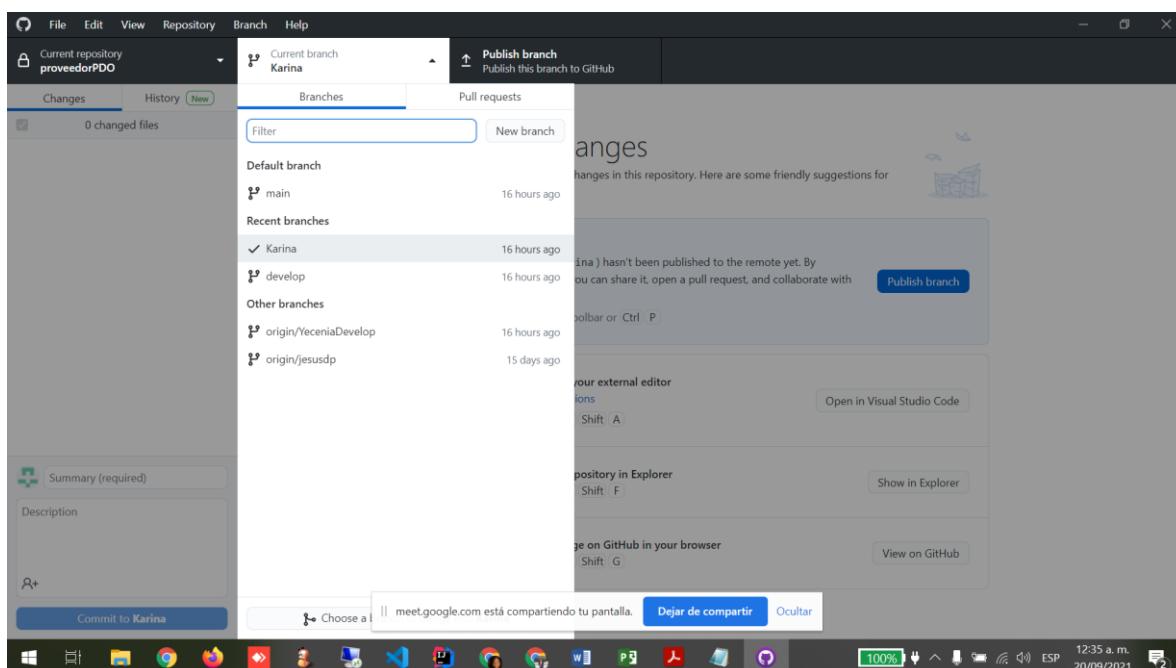 File Edit View Repository Branch Help
Current repository
proveedorPDO
Current branch
Karina
Publish branch
Publish this branch to GitHub
Changes History New
0 changed files
Branches Pull requests
Filter New branch
Default branch
main 16 hours ago
Recent branches
Karina 16 hours ago
develop 16 hours ago
Other branches
origin/YeceniaDevelop 16 hours ago
origin/jesusdp 15 days ago
anges
hanges in this repository. Here are some friendly suggestions for
ina ) hasn't been published to the remote yet. By
ou can share it, open a pull request, and collaborate with
Publish branch
oolbar or Ctrl P
your external editor
ions
Shift A
Open in Visual Studio Code
pository in Explorer
Shift F
Show in Explorer
ge on GitHub in your browser
Shift G
View on GitHub
Summary (required)
Description
Commit to Karina
Choose a b
meet.google.com está compartiendo tu pantalla. Dejar de compartir Ocultar
100% ESP 12:35 a. m.
20/09/2021